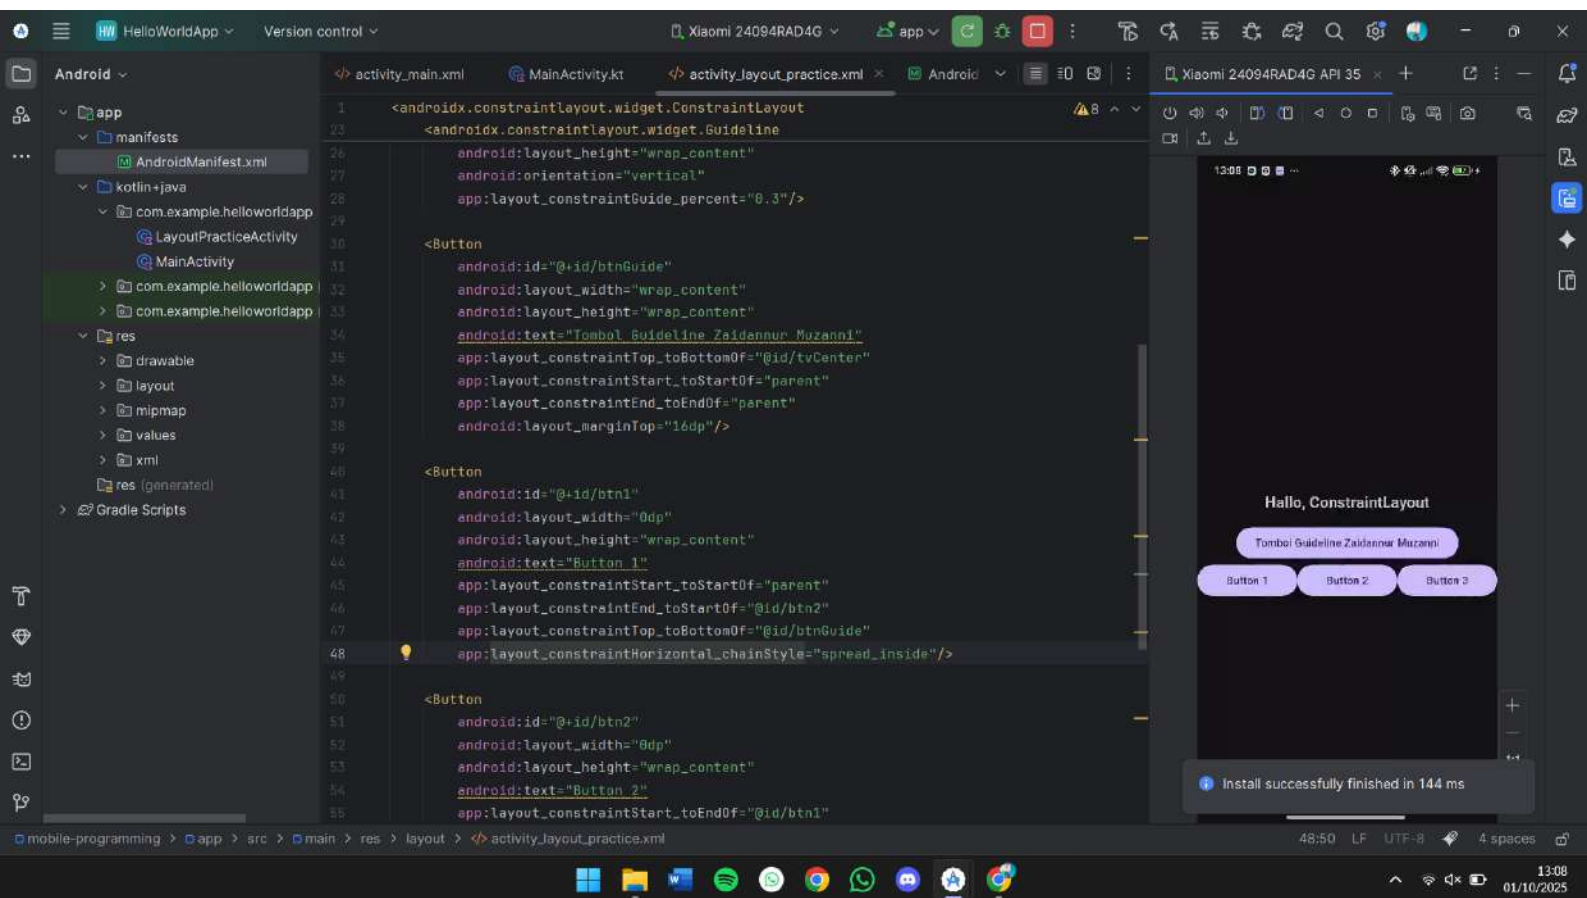 HW HelloWorldApp Version control Xiaomi 24094RAD4G app
Android
app
manifests
AndroidManifest.xml
kotlin+java
com.example.helloworldapp
LayoutPracticeActivity
MainActivity
com.example.helloworldapp
com.example.helloworldapp
res
drawable
layout
mipmap
values
xml
res (generated)
Gradle Scripts
activity_main.xml MainActivity.kt activity_layout_practice.xml Android
1 <androidx.constraintlayout.widget.ConstraintLayout 8
23 <androidx.constraintlayout.widget.Guideline
26 android:layout_height="wrap_content"
27 android:orientation="vertical"
28 app:layout_constraintGuide_percent="0.3"/>
29
30 <Button
31 android:id="@+id/btnGuide"
32 android:layout_width="wrap_content"
33 android:layout_height="wrap_content"
34 android:text="Tombol Guideline Zaidannur Muzanni"
35 app:layout_constraintTop_toBottomOf="@id/tvCenter"
36 app:layout_constraintStart_toStartOf="parent"
37 app:layout_constraintEnd_toEndOf="parent"
38 android:layout_marginTop="16dp"/>
39
40 <Button
41 android:id="@+id/btn1"
42 android:layout_width="0dp"
43 android:layout_height="wrap_content"
44 android:text="Button 1"
45 app:layout_constraintStart_toStartOf="parent"
46 app:layout_constraintEnd_toStartOf="@id/btn2"
47 app:layout_constraintTop_toBottomOf="@id/btnGuide"
48 app:layout_constraintHorizontal_chainStyle="spread_inside"/>
49
50 <Button
51 android:id="@+id/btn2"
52 android:layout_width="0dp"
53 android:layout_height="wrap_content"
54 android:text="Button 2"
55 app:layout_constraintStart_toEndOf="@id/btn1"
Xiaomi 24094RAD4G API 35
13:08
Hallo, ConstraintLayout
Tombol Guideline Zaidannur Muzanni
Button 1 Button 2 Button 3
1:1
Install successfully finished in 144 ms
mobile-programming > app > src > main > res > layout > activity_layout_practice.xml 48:50 LF UTF-8 4 spaces
13:08
01/10/2025